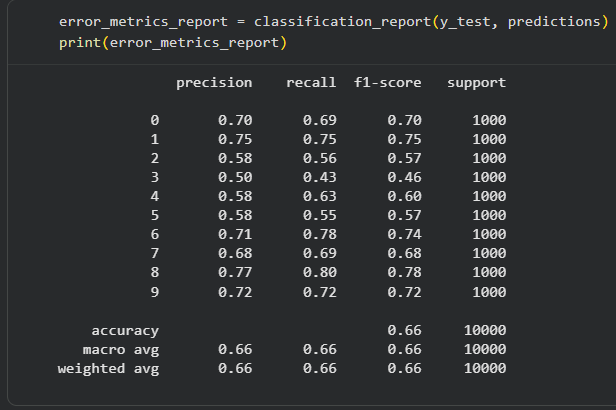 error_metrics_report = classification_report(y_test, predictions)
print(error_metrics_report)
precision recall f1-score support
0 0.70 0.69 0.70 1000
1 0.75 0.75 0.75 1000
2 0.58 0.56 0.57 1000
3 0.50 0.43 0.46 1000
4 0.58 0.63 0.60 1000
5 0.58 0.55 0.57 1000
6 0.71 0.78 0.74 1000
7 0.68 0.69 0.68 1000
8 0.77 0.80 0.78 1000
9 0.72 0.72 0.72 1000
accuracy 0.66 10000
macro avg 0.66 0.66 0.66 10000
weighted avg 0.66 0.66 0.66 10000